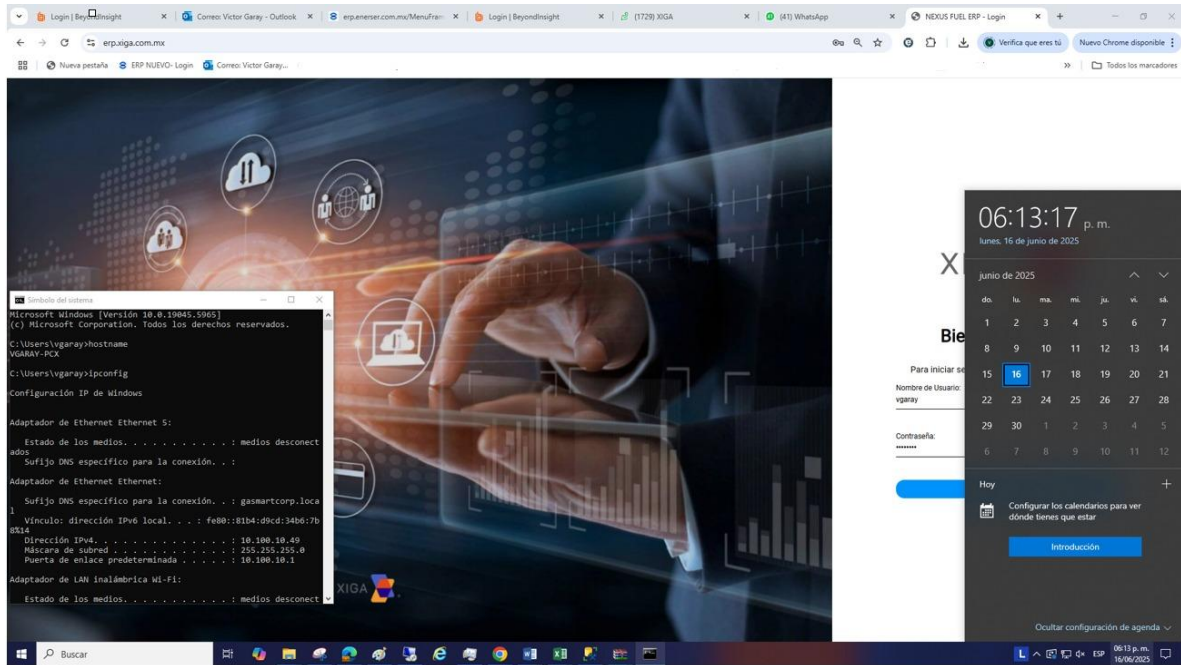 Login | BeyondInsight
Correo: Victor Garay - Outlook
erp.enerser.com.mx/MenuFram
Login | BeyondInsight
(1729) XIGA
(41) WhatsApp
NEXUS FUEL ERP - Login
erp.xiga.com.mx
Verifica que eres tú
Nuevo Chrome disponible
Nueva pestaña
ERP NUEVO- Login
Correo: Victor Garay...
Todos los marcadores
Símbolo del sistema
Microsoft Windows [Versión 10.0.19045.5965]
(c) Microsoft Corporation. Todos los derechos reservados.
C:\Users\vgaray>hostname
VGARAY-PCX
C:\Users\vgaray>ipconfig
Configuración IP de Windows
Adaptador de Ethernet Ethernet 5:
Estado de los medios. . . . . . . . . . . : medios desconect
ados
Sufijo DNS específico para la conexión. . :
Adaptador de Ethernet Ethernet:
Sufijo DNS específico para la conexión. . : gasmartcorp.loca
l
Vínculo: dirección IPv6 local. . . : fe80::81b4:d9cd:34b6:7b
8%14
Dirección IPv4. . . . . . . . . . . . . . : 10.100.10.49
Máscara de subred . . . . . . . . . . . . : 255.255.255.0
Puerta de enlace predeterminada . . . . . : 10.100.10.1
Adaptador de LAN inalámbrica Wi-Fi:
Estado de los medios. . . . . . . . . . . : medios desconect
XIGA
XI
Bie
Para iniciar se
Nombre de Usuario:
vgaray
Contraseña:
••••••••
06:13:17 p. m.
lunes, 16 de junio de 2025
junio de 2025
do. lu. ma. mi. ju. vi. sá.
1 2 3 4 5 6 7
8 9 10 11 12 13 14
15 16 17 18 19 20 21
22 23 24 25 26 27 28
29 30 1 2 3 4 5
6 7 8 9 10 11 12
Hoy
Configurar los calendarios para ver
dónde tienes que estar
Introducción
Ocultar configuración de agenda
Buscar
ESP
06:13 p. m.
16/06/2025